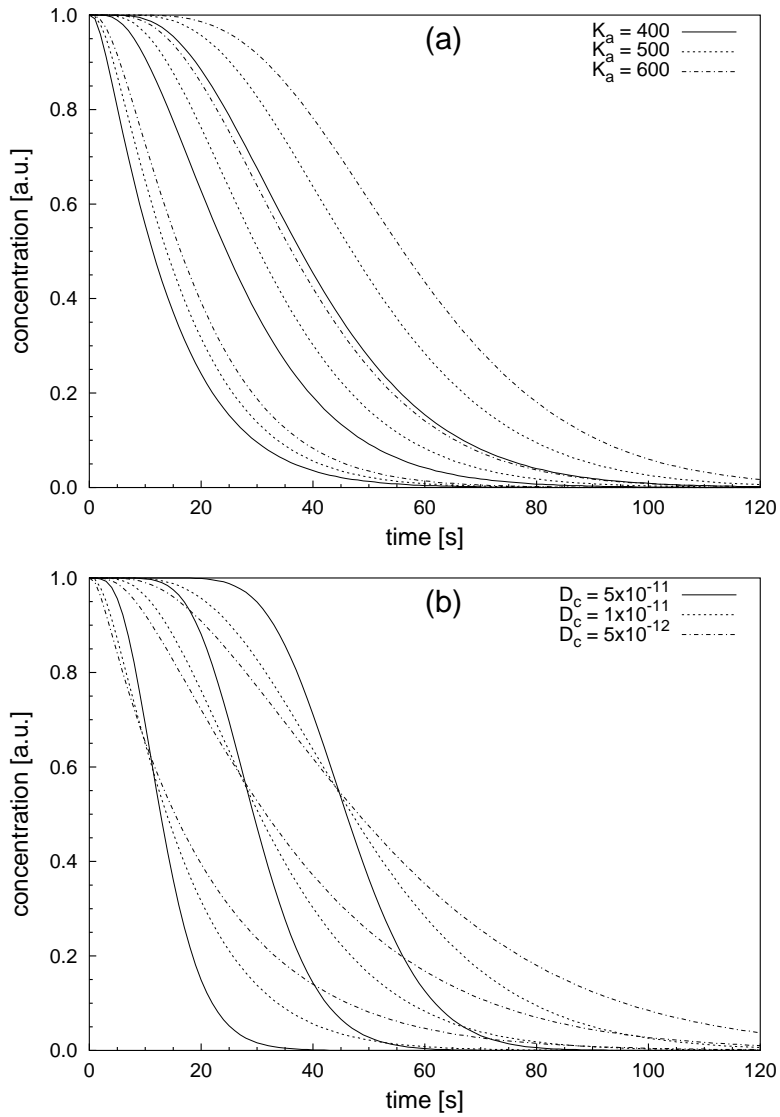 (a)
K_a = 400
K_a = 500
K_a = 600
concentration [a.u.]
1.0
0.8
0.6
0.4
0.2
0.0
0 20 40 60 80 100 120
time [s]
(b)
D_c = 5x10^-11
D_c = 1x10^-11
D_c = 5x10^-12
concentration [a.u.]
1.0
0.8
0.6
0.4
0.2
0.0
0 20 40 60 80 100 120
time [s]